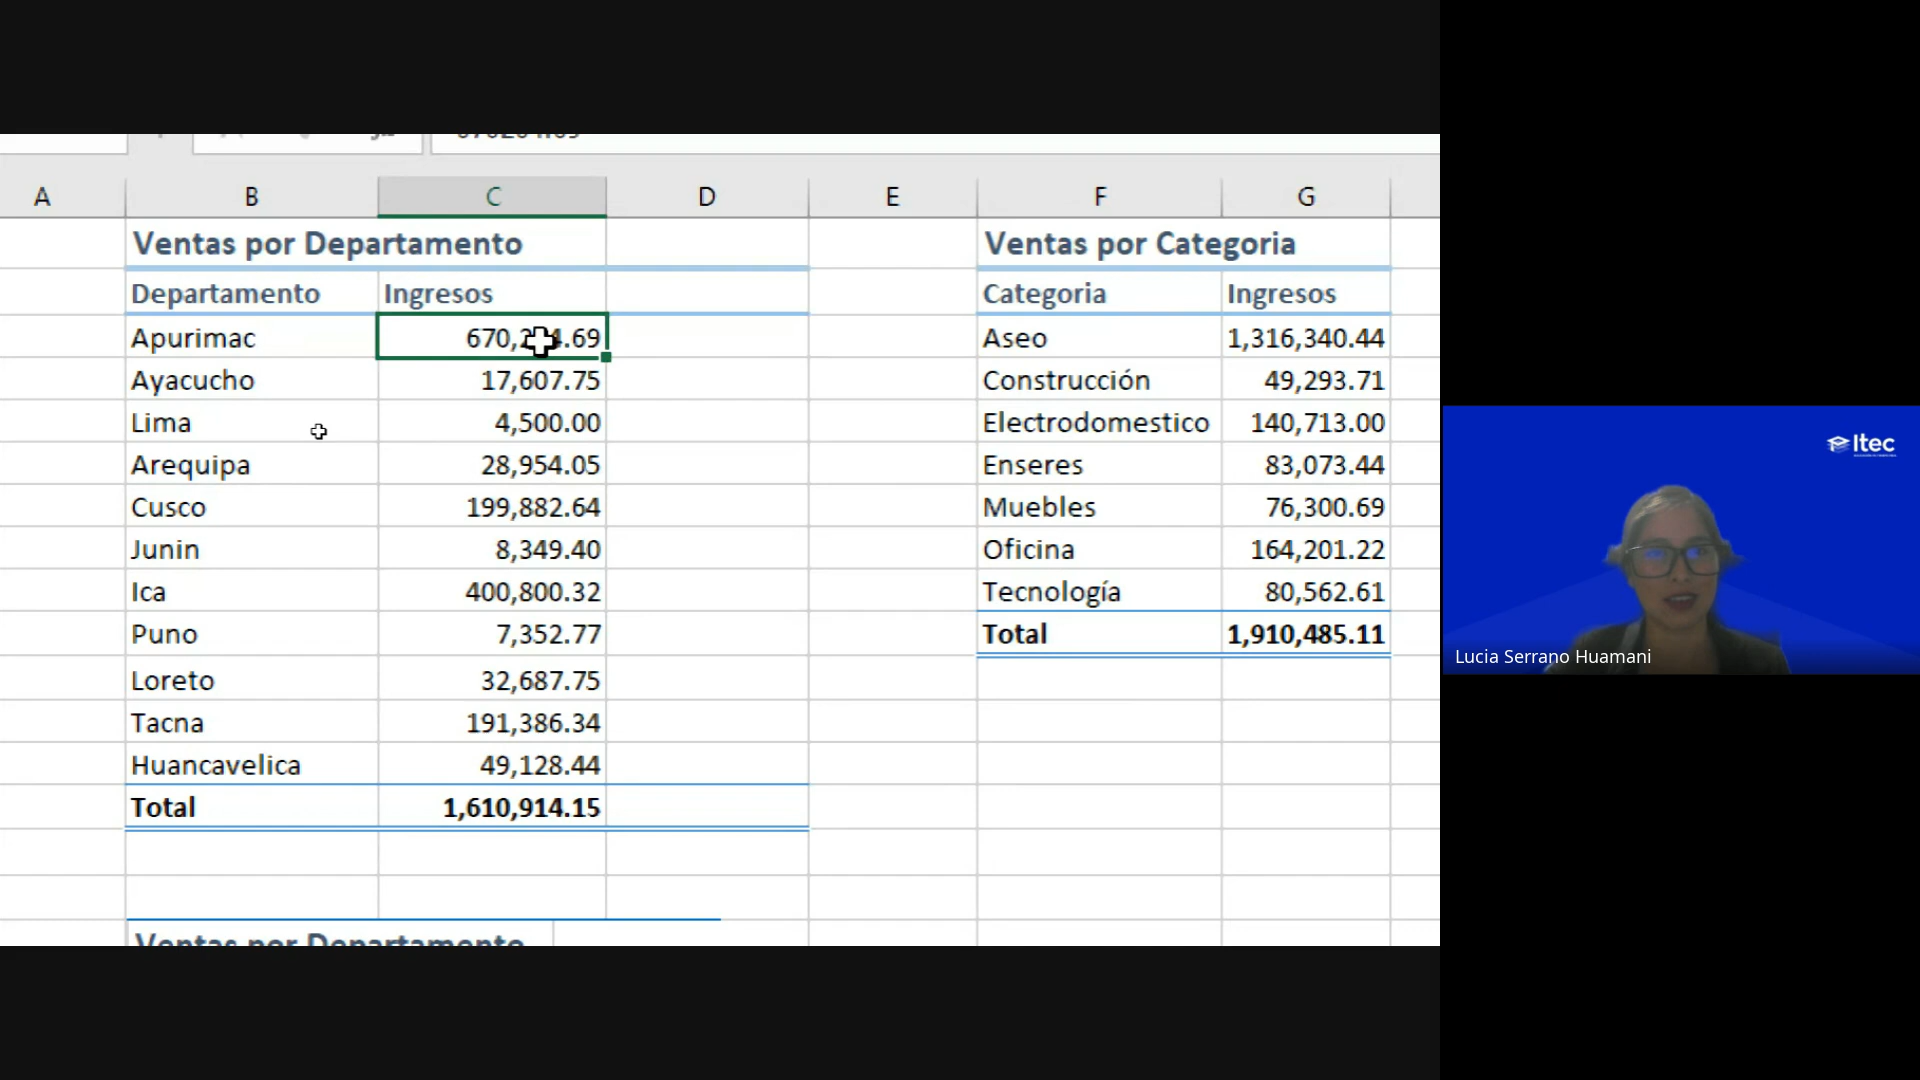 A B C D E F G
Ventas por Departamento
Departamento Ingresos
Apurimac
Ayacucho 17,607.75
Lima 4,500.00
Arequipa 28,954.05
Cusco 199,882.64
Junin 8,349.40
Ica 400,800.32
Puno 7,352.77
Loreto 32,687.75
Tacna 191,386.34
Huancavelica 49,128.44
Total 1,610,914.15
Ventas por Departamento
Ventas por Categoria
Categoria Ingresos
Aseo 1,316,340.44
Construcción 49,293.71
Electrodomestico 140,713.00
Enseres 83,073.44
Muebles 76,300.69
Oficina 164,201.22
Tecnología 80,562.61
Total 1,910,485.11
Itec
Lucia Serrano Huamani